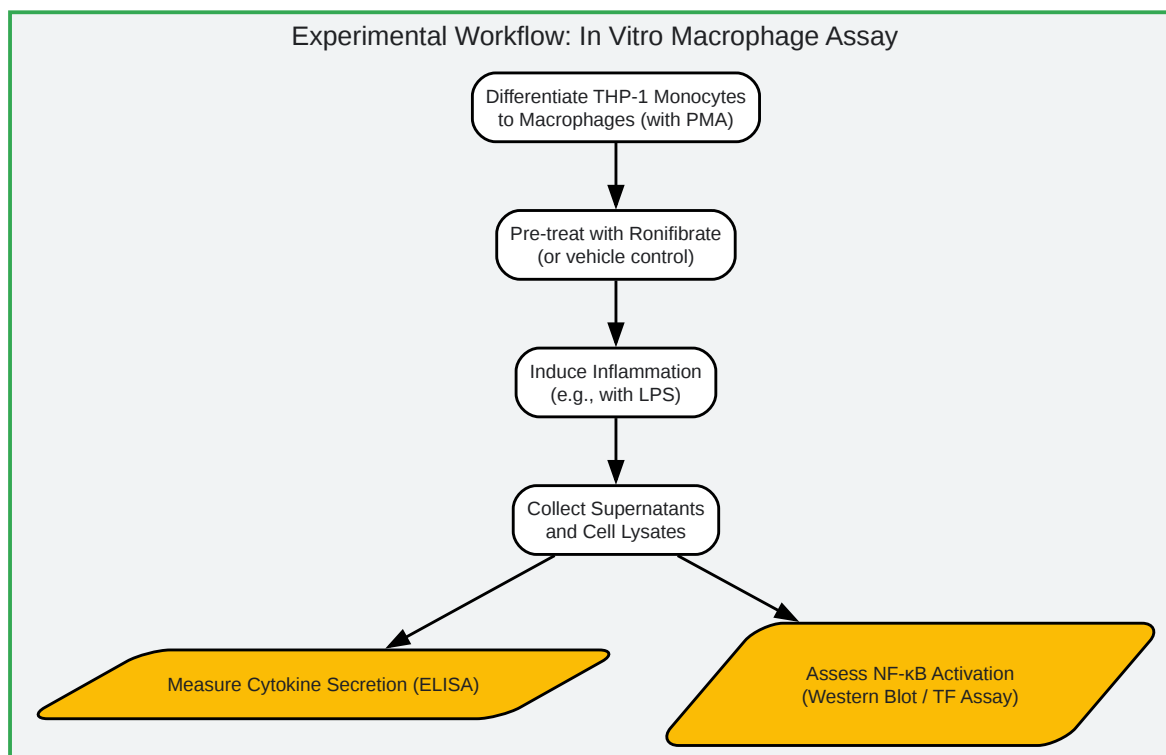 Experimental Workflow: In Vitro Macrophage Assay
Differentiate THP-1 Monocytes
to Macrophages (with PMA)
Pre-treat with Ronifibrate
(or vehicle control)
Induce Inflammation
(e.g., with LPS)
Collect Supernatants
and Cell Lysates
Measure Cytokine Secretion (ELISA)
Assess NF-κB Activation
(Western Blot / TF Assay)